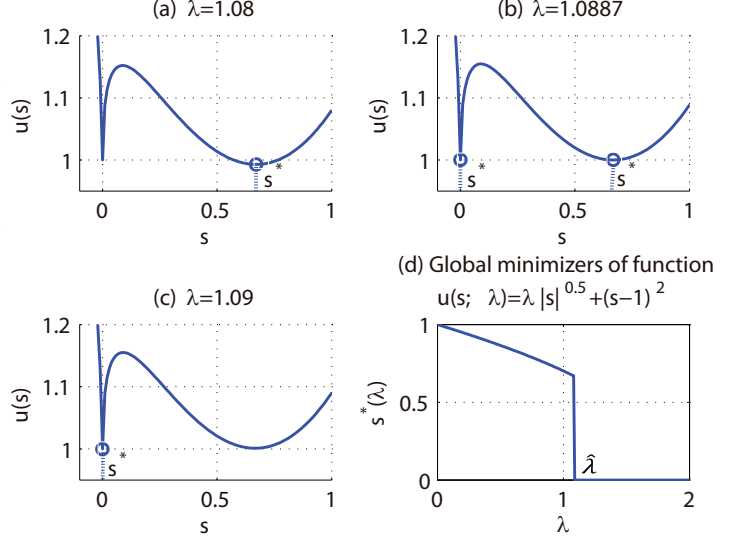 (a) λ=1.08
1.2
1.1
1
u(s)
s*
0
0.5
1
s
(b) λ=1.0887
1.2
1.1
1
u(s)
s*
s*
0
0.5
1
s
(c) λ=1.09
1.2
1.1
1
u(s)
s*
0
0.5
1
s
(d) Global minimizers of function
u(s; λ)=λ |s|^0.5+(s−1)^2
1
0.5
0
s*(λ)
λ̂
0
1
2
λ